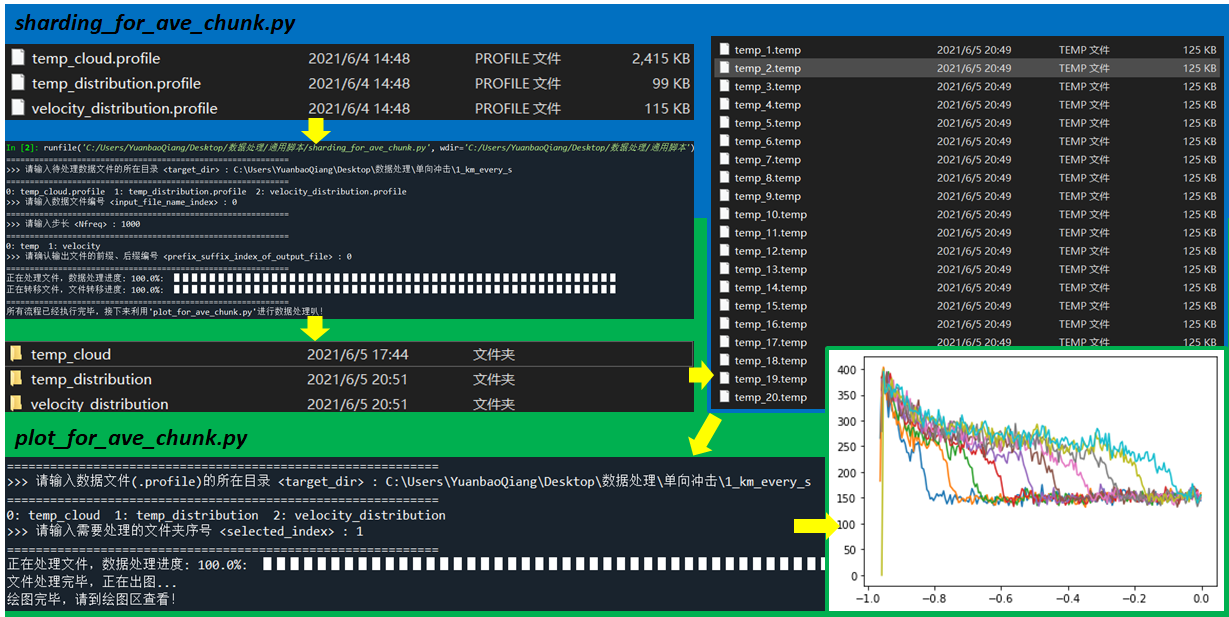 sharding_for_ave_chunk.py
temp_cloud.profile 2021/6/4 14:48 PROFILE 文件 2,415 KB
temp_distribution.profile 2021/6/4 14:48 PROFILE 文件 99 KB
velocity_distribution.profile 2021/6/4 14:48 PROFILE 文件 115 KB
In [2]: runfile('C:/Users/YuanbaoQiang/Desktop/数据处理/通用脚本/sharding_for_ave_chunk.py', wdir='C:/Users/YuanbaoQiang/Desktop/数据处理/通用脚本')
==========================================================
>>> 请输入待处理数据文件的所在目录 <target_dir> : C:\Users\YuanbaoQiang\Desktop\数据处理\单向冲击\1_km_every_s
==========================================================
0: temp_cloud.profile 1: temp_distribution.profile 2: velocity_distribution.profile
>>> 请输入数据文件编号 <input_file_name_index> : 0
==========================================================
>>> 请输入步长 <Nfreq> : 1000
==========================================================
0: temp 1: velocity
>>> 请确认输出文件的前缀、后缀编号 <prefix_suffix_index_of_output_file> : 0
==========================================================
正在处理文件，数据处理进度: 100.0%:
正在转移文件，文件转移进度: 100.0%:
==========================================================
所有流程已经执行完毕，接下来利用'plot_for_ave_chunk.py'进行数据处理叭!
temp_cloud 2021/6/5 17:44 文件夹
temp_distribution 2021/6/5 20:51 文件夹
velocity_distribution 2021/6/5 20:51 文件夹
temp_1.temp 2021/6/5 20:49 TEMP 文件 125 KB
temp_2.temp 2021/6/5 20:49 TEMP 文件 125 KB
temp_3.temp 2021/6/5 20:49 TEMP 文件 125 KB
temp_4.temp 2021/6/5 20:49 TEMP 文件 125 KB
temp_5.temp 2021/6/5 20:49 TEMP 文件 125 KB
temp_6.temp 2021/6/5 20:49 TEMP 文件 125 KB
temp_7.temp 2021/6/5 20:49 TEMP 文件 125 KB
temp_8.temp 2021/6/5 20:49 TEMP 文件 125 KB
temp_9.temp 2021/6/5 20:49 TEMP 文件 125 KB
temp_10.temp 2021/6/5 20:49 TEMP 文件 125 KB
temp_11.temp 2021/6/5 20:49 TEMP 文件 125 KB
temp_12.temp 2021/6/5 20:49 TEMP 文件 125 KB
temp_13.temp 2021/6/5 20:49 TEMP 文件 125 KB
temp_14.temp 2021/6/5 20:49 TEMP 文件 125 KB
temp_15.temp 2021/6/5 20:49 TEMP 文件 125 KB
temp_16.temp 2021/6/5 20:49 TEMP 文件 125 KB
temp_17.temp 2021/6/5 20:49 TEMP 文件 125 KB
temp_18.temp
temp_19.temp
temp_20.temp
plot_for_ave_chunk.py
==========================================================
>>> 请输入数据文件(.profile)的所在目录 <target_dir> : C:\Users\YuanbaoQiang\Desktop\数据处理\单向冲击\1_km_every_s
==========================================================
0: temp_cloud 1: temp_distribution 2: velocity_distribution
>>> 请输入需要处理的文件夹序号 <selected_index> : 1
==========================================================
正在处理文件，数据处理进度: 100.0%:
文件处理完毕，正在出图...
绘图完毕，请到绘图区查看!
400
350
300
250
200
150
100
50
0
−1.0 −0.8 −0.6 −0.4 −0.2 0.0